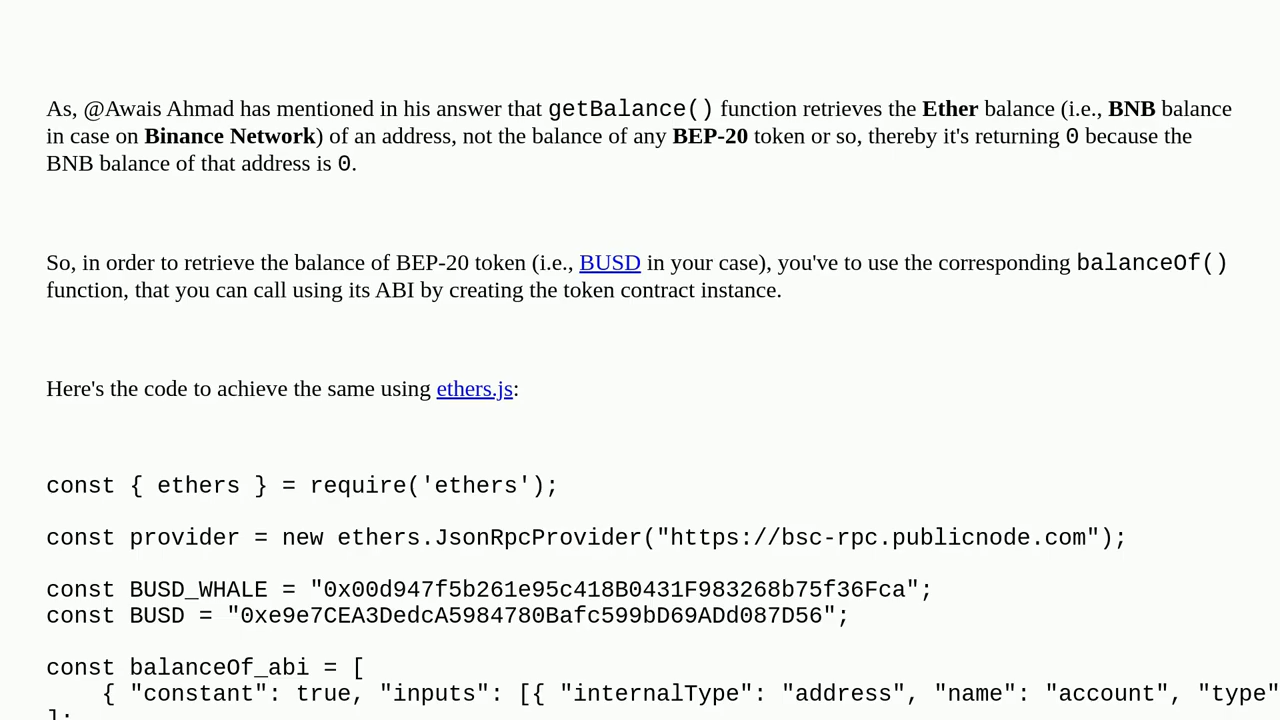 As, @Awais Ahmad has mentioned in his answer that getBalance() function retrieves the Ether balance (i.e., BNB balance
in case on Binance Network) of an address, not the balance of any BEP-20 token or so, thereby it's returning 0 because the
BNB balance of that address is 0.
So, in order to retrieve the balance of BEP-20 token (i.e., BUSD in your case), you've to use the corresponding balanceOf()
function, that you can call using its ABI by creating the token contract instance.
Here's the code to achieve the same using ethers.js:
const { ethers } = require('ethers');
const provider = new ethers.JsonRpcProvider("https://bsc-rpc.publicnode.com");
const BUSD_WHALE = "0x00d947f5b261e95c418B0431F983268b75f36Fca";
const BUSD = "0xe9e7CEA3DedcA5984780Bafc599bD69ADd087D56";
const balanceOf_abi = [
    { "constant": true, "inputs": [{ "internalType": "address", "name": "account", "type"
];